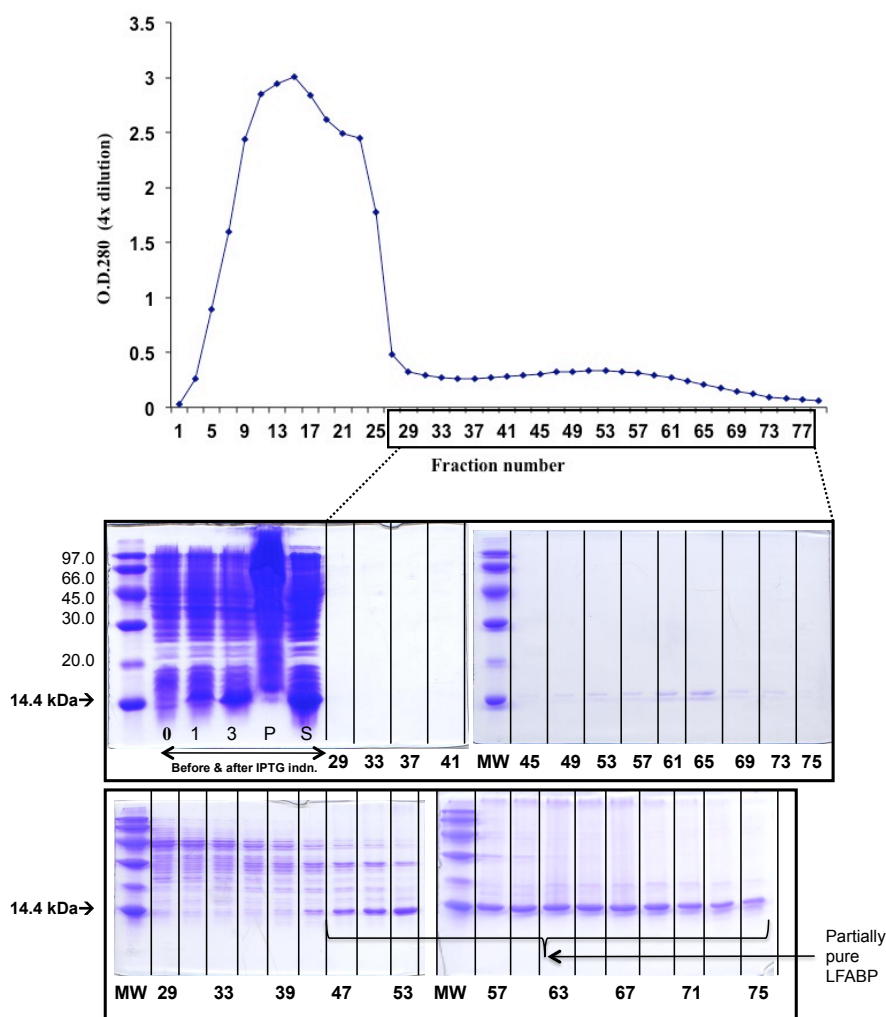 3.5
3
2.5
2
1.5
1
0.5
0
O.D.280 (4x dilution)
1 5 9 13 17 21 25 29 33 37 41 45 49 53 57 61 65 69 73 77
Fraction number
97.0
66.0
45.0
30.0
20.0
14.4 kDa→
0 1 3 P S
Before & after IPTG indn.
29 33 37 41 MW 45 49 53 57 61 65 69 73 75
14.4 kDa→
MW 29 33 39 47 53 MW 57 63 67 71 75
Partially
pure
LFABP